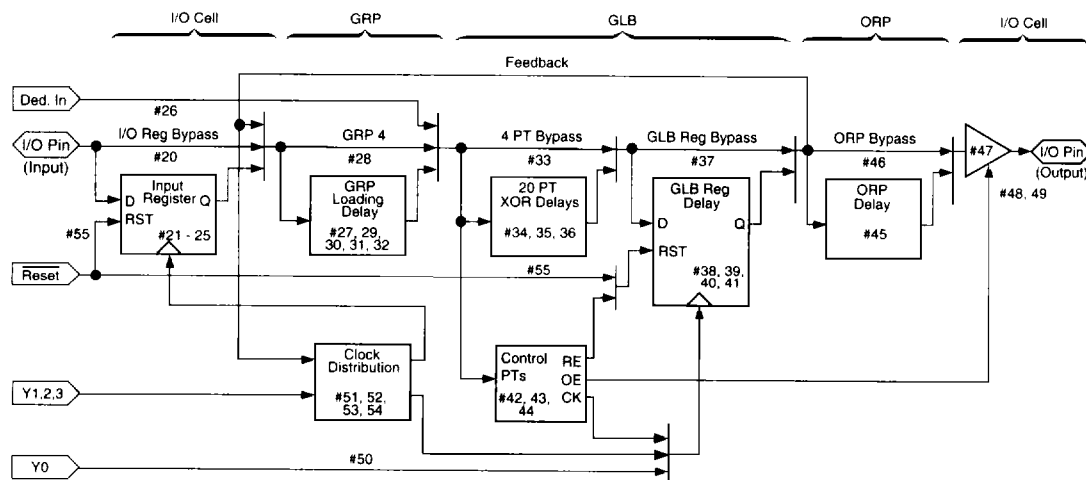 I/O Cell
GRP
GLB
ORP
I/O Cell
Feedback
Ded. In
#26
I/O Pin
(Input)
I/O Reg Bypass
#20
GRP 4
#28
4 PT Bypass
#33
GLB Reg Bypass
#37
ORP Bypass
#46
#47
I/O Pin
(Output)
#48, 49
Input
Register
D
Q
RST
#21 - 25
#55
GRP
Loading
Delay
#27, 29,
30, 31, 32
20 PT
XOR Delays
#34, 35, 36
GLB Reg
Delay
D
Q
RST
#38, 39,
40, 41
ORP
Delay
#45
Reset
#55
Clock
Distribution
#51, 52,
53, 54
Control
PTs
#42, 43,
44
RE
OE
CK
Y1,2,3
Y0
#50